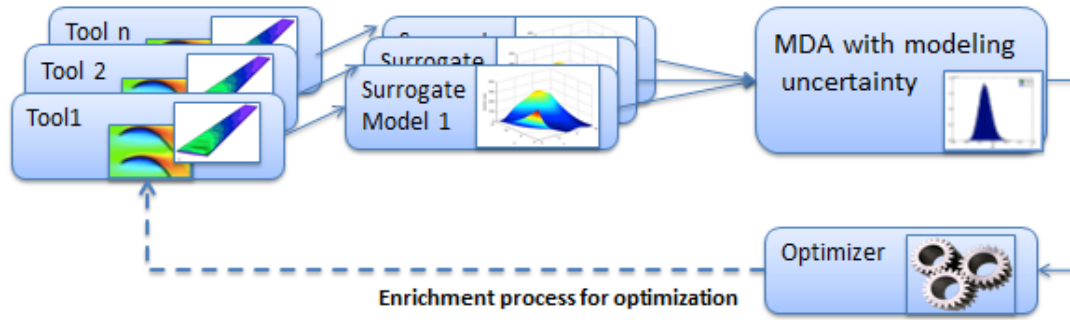 Tool n
Tool 2
Tool1
Surrogate
Surrogate
Model 1
MDA with modeling
uncertainty
Optimizer
Enrichment process for optimization